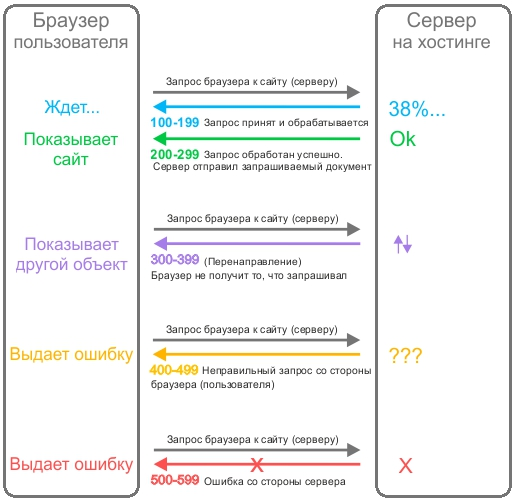 Браузер
пользователя
Сервер
на хостинге
Запрос браузера к сайту (серверу)
Ждет...
100-199 Запрос принят и обрабатывается
38%...
Показывает
сайт
200-299 Запрос обработан успешно.
Сервер отправил запрашиваемый документ
Ok
Запрос браузера к сайту (серверу)
Показывает
другой объект
300-399 (Перенаправление)
Браузер не получит то, что запрашивал
Запрос браузера к сайту (серверу)
Выдает ошибку
400-499 Неправильный запрос со стороны
браузера (пользователя)
???
Запрос браузера к сайту (серверу)
Выдает ошибку
X
500-599 Ошибка со стороны сервера
X